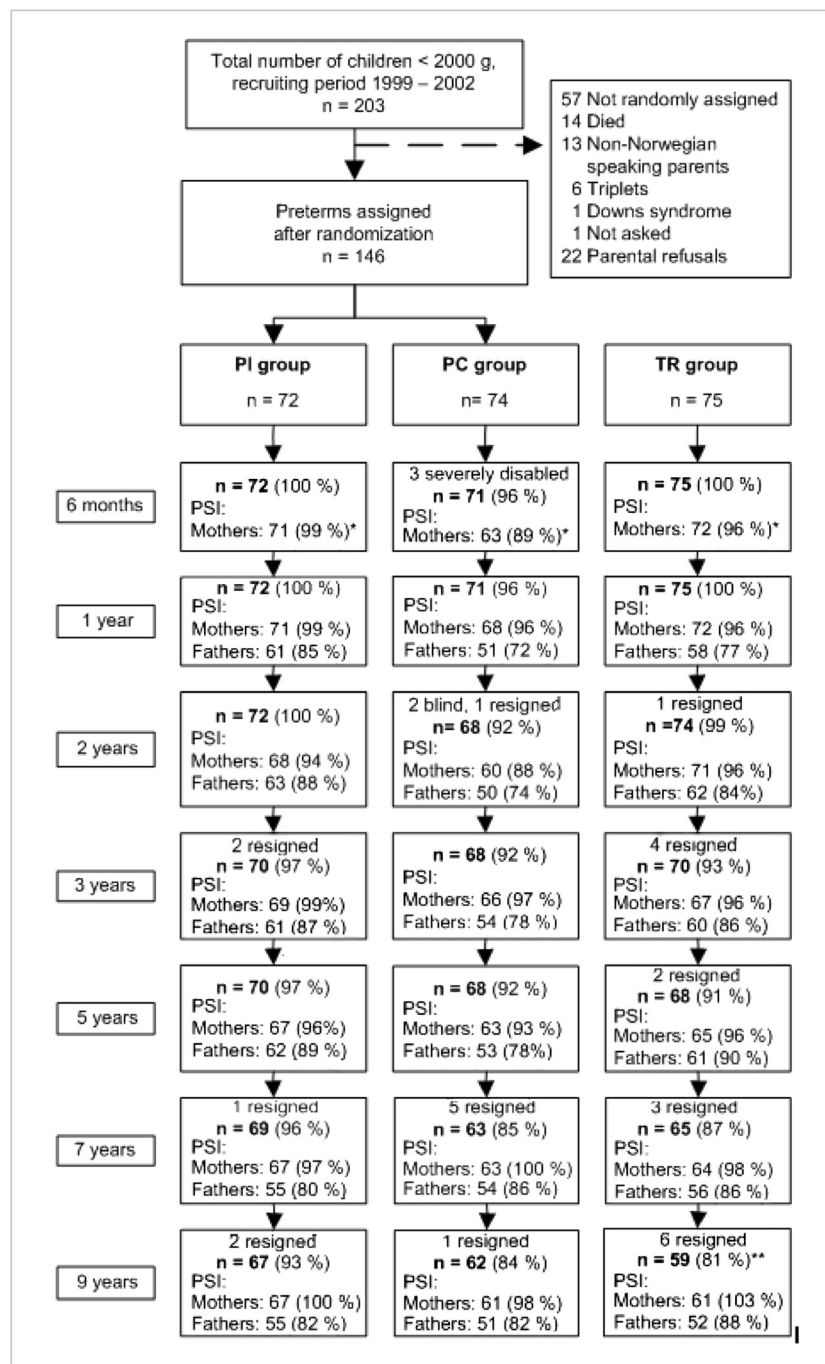 Total number of children < 2000 g,
recruiting period 1999 – 2002
n = 203
57 Not randomly assigned
14 Died
13 Non-Norwegian
speaking parents
6 Triplets
1 Downs syndrome
1 Not asked
22 Parental refusals
Preterms assigned
after randomization
n = 146
PI group
n = 72
PC group
n= 74
TR group
n = 75
6 months
n = 72 (100 %)
PSI:
Mothers: 71 (99 %)*
3 severely disabled
n = 71 (96 %)
PSI:
Mothers: 63 (89 %)*
n = 75 (100 %)
PSI:
Mothers: 72 (96 %)*
1 year
n = 72 (100 %)
PSI:
Mothers: 71 (99 %)
Fathers: 61 (85 %)
n = 71 (96 %)
PSI:
Mothers: 68 (96 %)
Fathers: 51 (72 %)
n = 75 (100 %)
PSI:
Mothers: 72 (96 %)
Fathers: 58 (77 %)
2 years
n = 72 (100 %)
PSI:
Mothers: 68 (94 %)
Fathers: 63 (88 %)
2 blind, 1 resigned
n= 68 (92 %)
PSI:
Mothers: 60 (88 %)
Fathers: 50 (74 %)
1 resigned
n =74 (99 %)
PSI:
Mothers: 71 (96 %)
Fathers: 62 (84%)
3 years
2 resigned
n = 70 (97 %)
PSI:
Mothers: 69 (99%)
Fathers: 61 (87 %)
n = 68 (92 %)
PSI:
Mothers: 66 (97 %)
Fathers: 54 (78 %)
4 resigned
n = 70 (93 %)
PSI:
Mothers: 67 (96 %)
Fathers: 60 (86 %)
5 years
n = 70 (97 %)
PSI:
Mothers: 67 (96%)
Fathers: 62 (89 %)
n = 68 (92 %)
PSI:
Mothers: 63 (93 %)
Fathers: 53 (78%)
2 resigned
n = 68 (91 %)
PSI:
Mothers: 65 (96 %)
Fathers: 61 (90 %)
7 years
1 resigned
n = 69 (96 %)
PSI:
Mothers: 67 (97 %)
Fathers: 55 (80 %)
5 resigned
n = 63 (85 %)
PSI:
Mothers: 63 (100 %)
Fathers: 54 (86 %)
3 resigned
n = 65 (87 %)
PSI:
Mothers: 64 (98 %)
Fathers: 56 (86 %)
9 years
2 resigned
n = 67 (93 %)
PSI:
Mothers: 67 (100 %)
Fathers: 55 (82 %)
1 resigned
n = 62 (84 %)
PSI:
Mothers: 61 (98 %)
Fathers: 51 (82 %)
6 resigned
n = 59 (81 %)**
PSI:
Mothers: 61 (103 %)
Fathers: 52 (88 %)